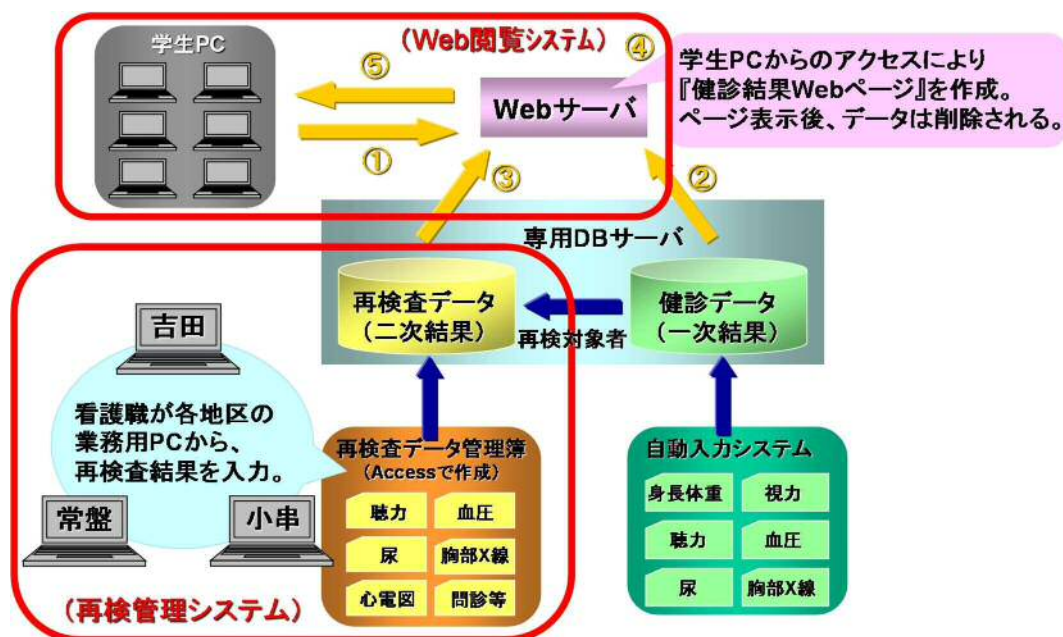 学生PC
(Web閲覧システム)
④
学生PCからのアクセスにより
『健診結果Webページ』を作成。
ページ表示後、データは削除される。
⑤
Webサーバ
①
③
②
専用DBサーバ
再検査データ
(二次結果)
健診データ
(一次結果)
再検対象者
吉田
看護職が各地区の
業務用PCから、
再検査結果を入力。
常盤
小串
再検査データ管理簿
(Accessで作成)
聴力
血圧
尿
胸部X線
心電図
問診等
自動入力システム
身長体重
視力
聴力
血圧
尿
胸部X線
(再検管理システム)